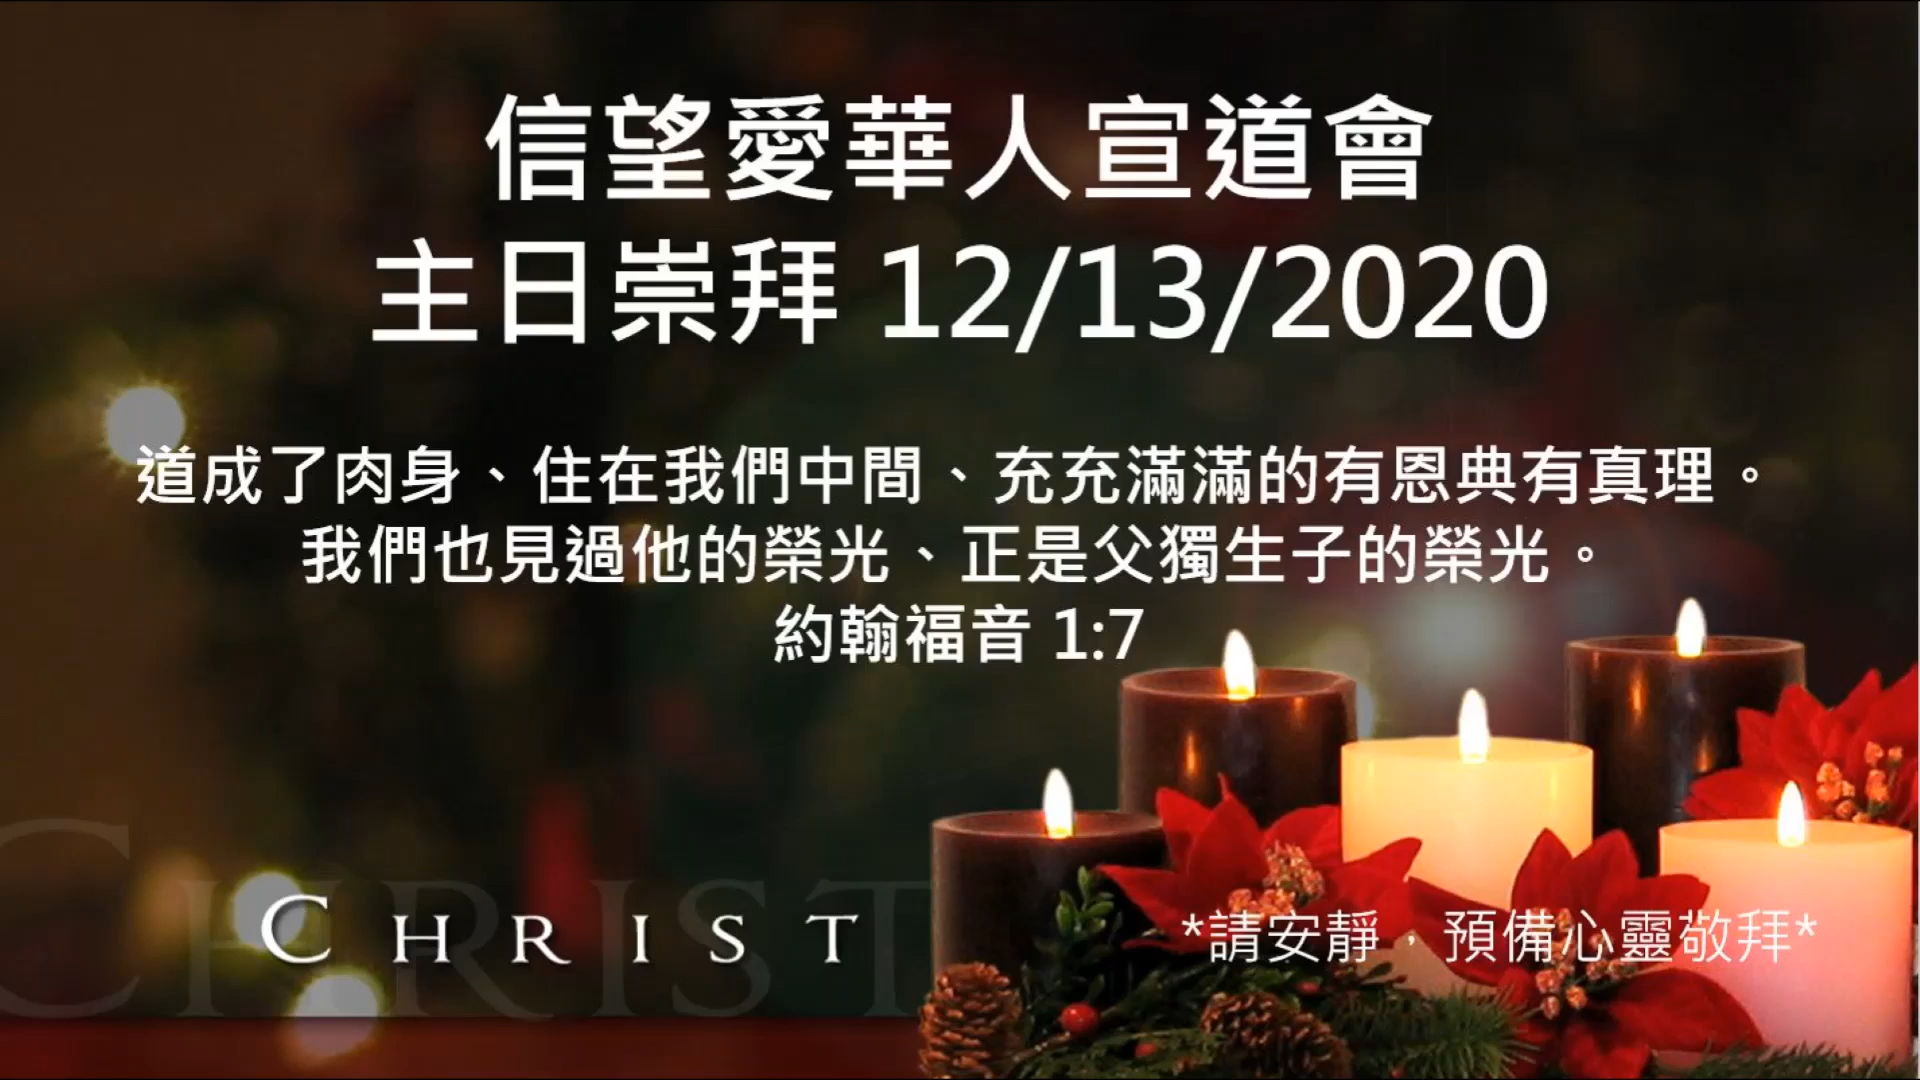 信望愛華人宣道會
主日崇拜 12/13/2020
道成了肉身、住在我們中間、充充滿滿的有恩典有真理。
我們也見過他的榮光、正是父獨生子的榮光。
約翰福音 1:7
CHRIST
CHRIST
*請安靜，預備心靈敬拜*